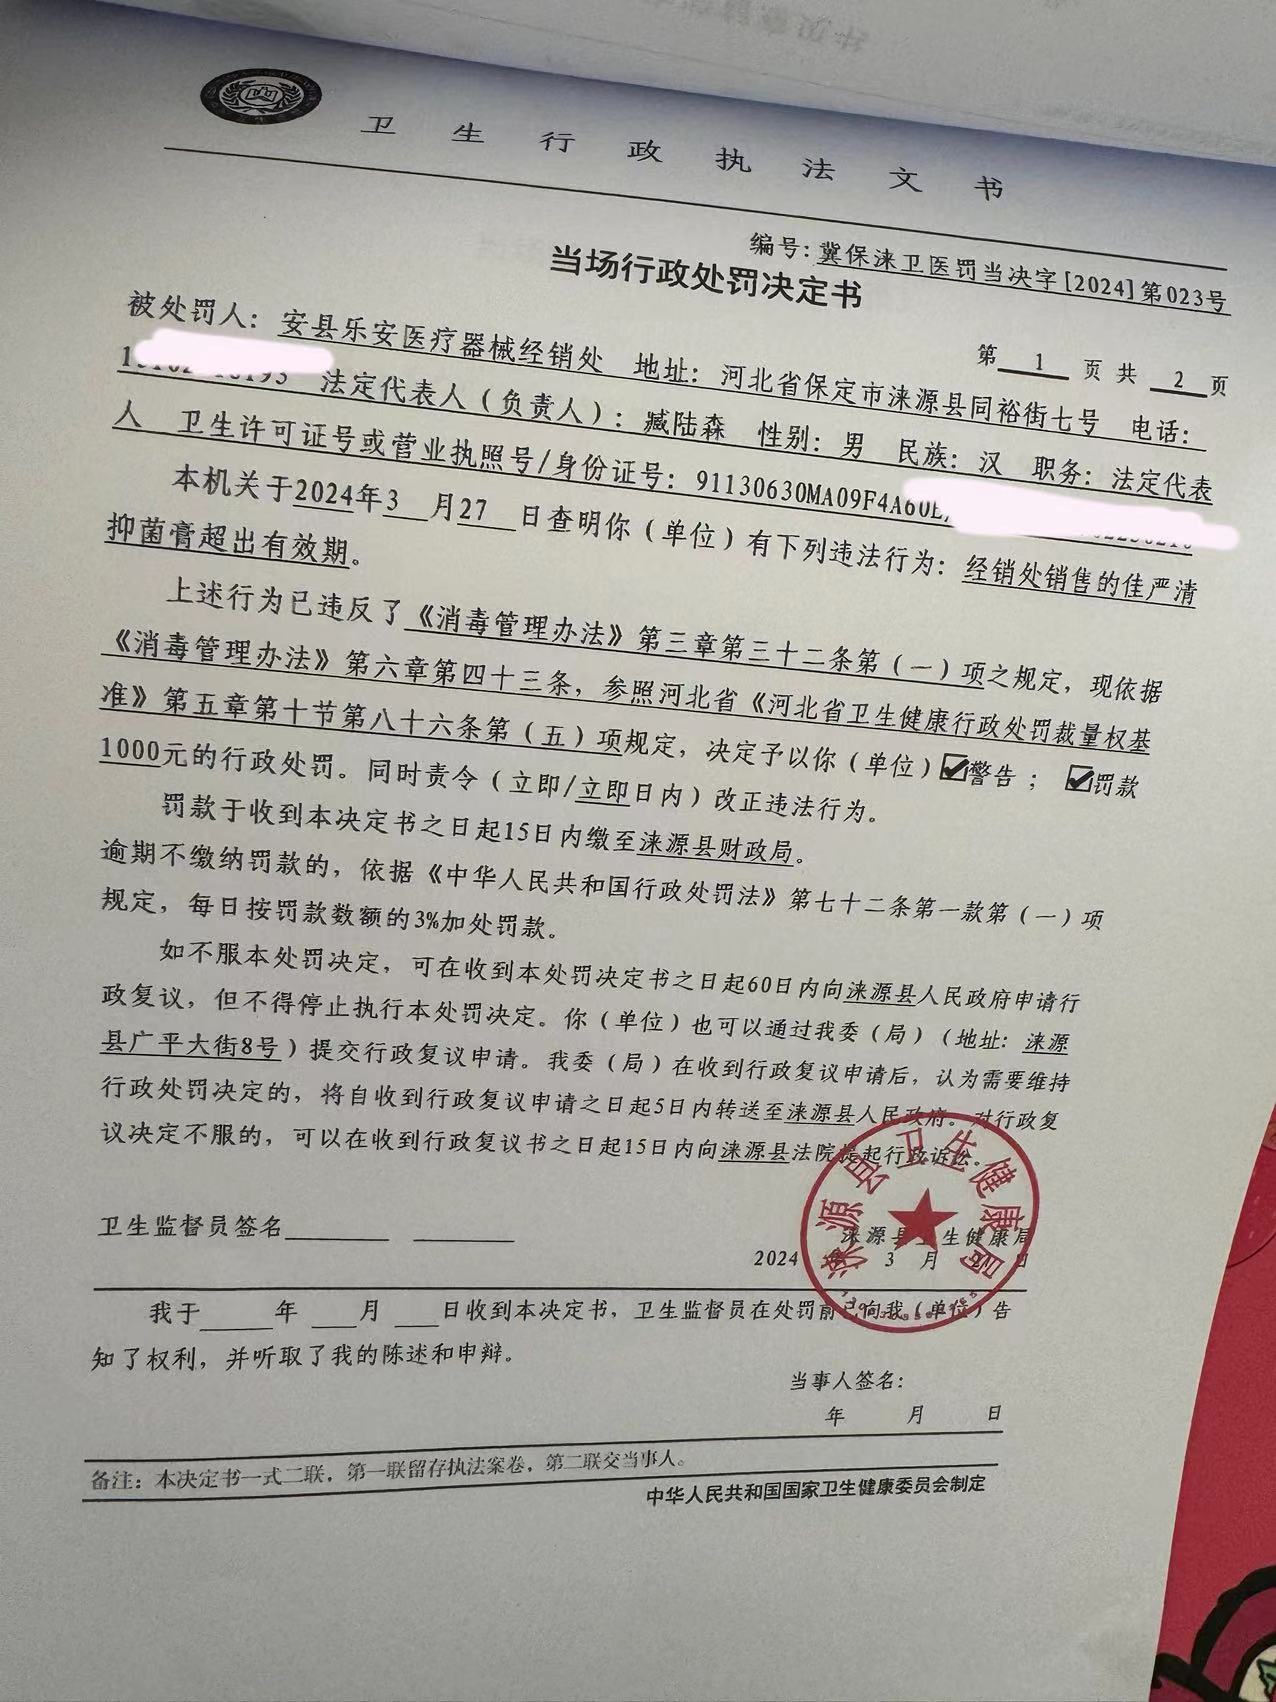 卫生行政执法文书
编号：冀保涞卫医罚当决字[2024]第023号
当场行政处罚决定书
第 1 页 共 2 页
被处罚人：安县乐安医疗器械经销处 地址：河北省保定市涞源县同裕街七号 电话：
法定代表人（负责人）：臧陆森 性别：男 民族：汉 职务：法定代表
人 卫生许可证号或营业执照号/身份证号：91130630MA09F4A60E
本机关于2024年3 月27 日查明你（单位）有下列违法行为：经销处销售的佳严清
抑菌膏超出有效期。
上述行为已违反了《消毒管理办法》第三章第三十二条第（一）项之规定，现依据
《消毒管理办法》第六章第四十三条，参照河北省《河北省卫生健康行政处罚裁量权基
准》第五章第十节第八十六条第（五）项规定，决定予以你（单位）☑警告； ☑罚款
1000元的行政处罚。同时责令（立即/立即日内）改正违法行为。
罚款于收到本决定书之日起15日内缴至涞源县财政局。
逾期不缴纳罚款的，依据《中华人民共和国行政处罚法》第七十二条第一款第（一）项
规定，每日按罚款数额的3%加处罚款。
如不服本处罚决定，可在收到本处罚决定书之日起60日内向涞源县人民政府申请行
政复议，但不得停止执行本处罚决定。你（单位）也可以通过我委（局）（地址：涞源
县广平大街8号）提交行政复议申请。我委（局）在收到行政复议申请后，认为需要维持
行政处罚决定的，将自收到行政复议申请之日起5日内转送至涞源县人民政府。对行政复
议决定不服的，可以在收到行政复议书之日起15日内向涞源县法院提起行政诉讼。
涞源县卫生健康局
卫生监督员签名
涞源县卫生健康局
2024 年 3 月 日
我于 年 月 日收到本决定书，卫生监督员在处罚前已向我（单位）告
知了权利，并听取了我的陈述和申辩。
当事人签名：
年 月 日
备注：本决定书一式二联，第一联留存执法案卷，第二联交当事人。
中华人民共和国国家卫生健康委员会制定